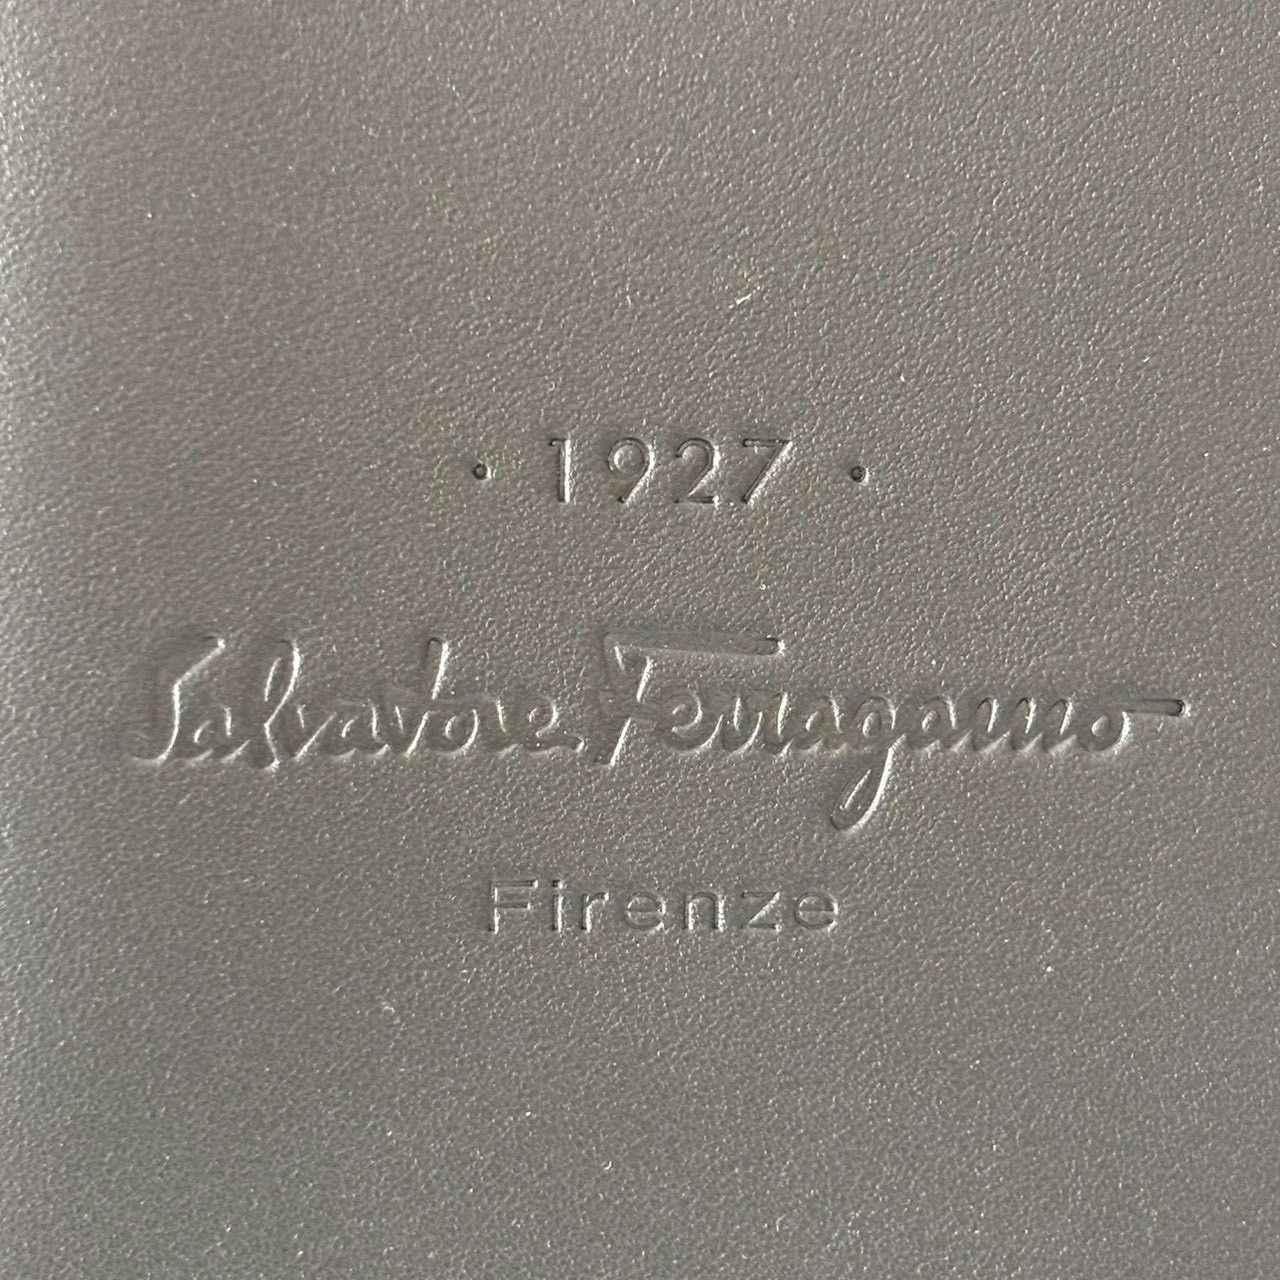 · 1927 ·
Salvatore Ferragamo
Firenze